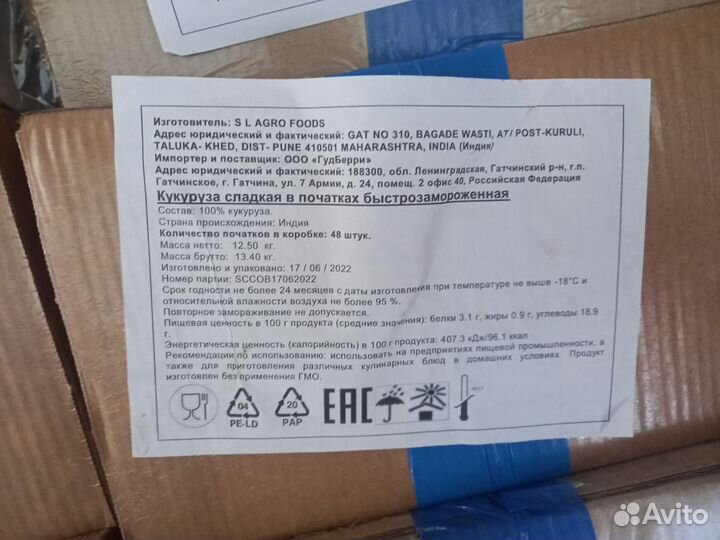 Изготовитель: S L AGRO FOODS
Адрес юридический и фактический: GAT NO 310, BAGADE WASTI, AT/ POST-KURULI,
TALUKA- KHED, DIST- PUNE 410501 MAHARASHTRA, INDIA (Индия)
Импортер и поставщик: ООО «ГудБерри»
Адрес юридический и фактический: 188300, обл. Ленинградская, Гатчинский р-н, г.п.
Гатчинское, г. Гатчина, ул. 7 Армии, д. 24, помещ. 2 офис 40, Российская Федерация
Кукуруза сладкая в початках быстрозамороженная
Состав: 100% кукуруза.
Страна происхождения: Индия
Количество початков в коробке: 48 штук.
Масса нетто: 12.50 кг.
Масса брутто: 13.40 кг.
Изготовлено и упаковано: 17 / 06 / 2022
Номер партии: SCCOB17062022
Срок годности не более 24 месяцев с даты изготовления при температуре не выше -18°С и
относительной влажности воздуха не более 95 %.
Повторное замораживание не допускается.
Пищевая ценность в 100 г продукта (средние значения): белки 3.1 г, жиры 0.9 г, углеводы 18.9
г.
Энергетическая ценность (калорийность) в 100 г продукта: 407.3 кДж/96.1 ккал
Рекомендации по использованию: использовать на предприятиях пищевой промышленности, а
также для приготовления различных кулинарных блюд в домашних условиях. Продукт
изготовлен без применения ГМО.
04
PE-LD
20
PAP
EAC
Avito